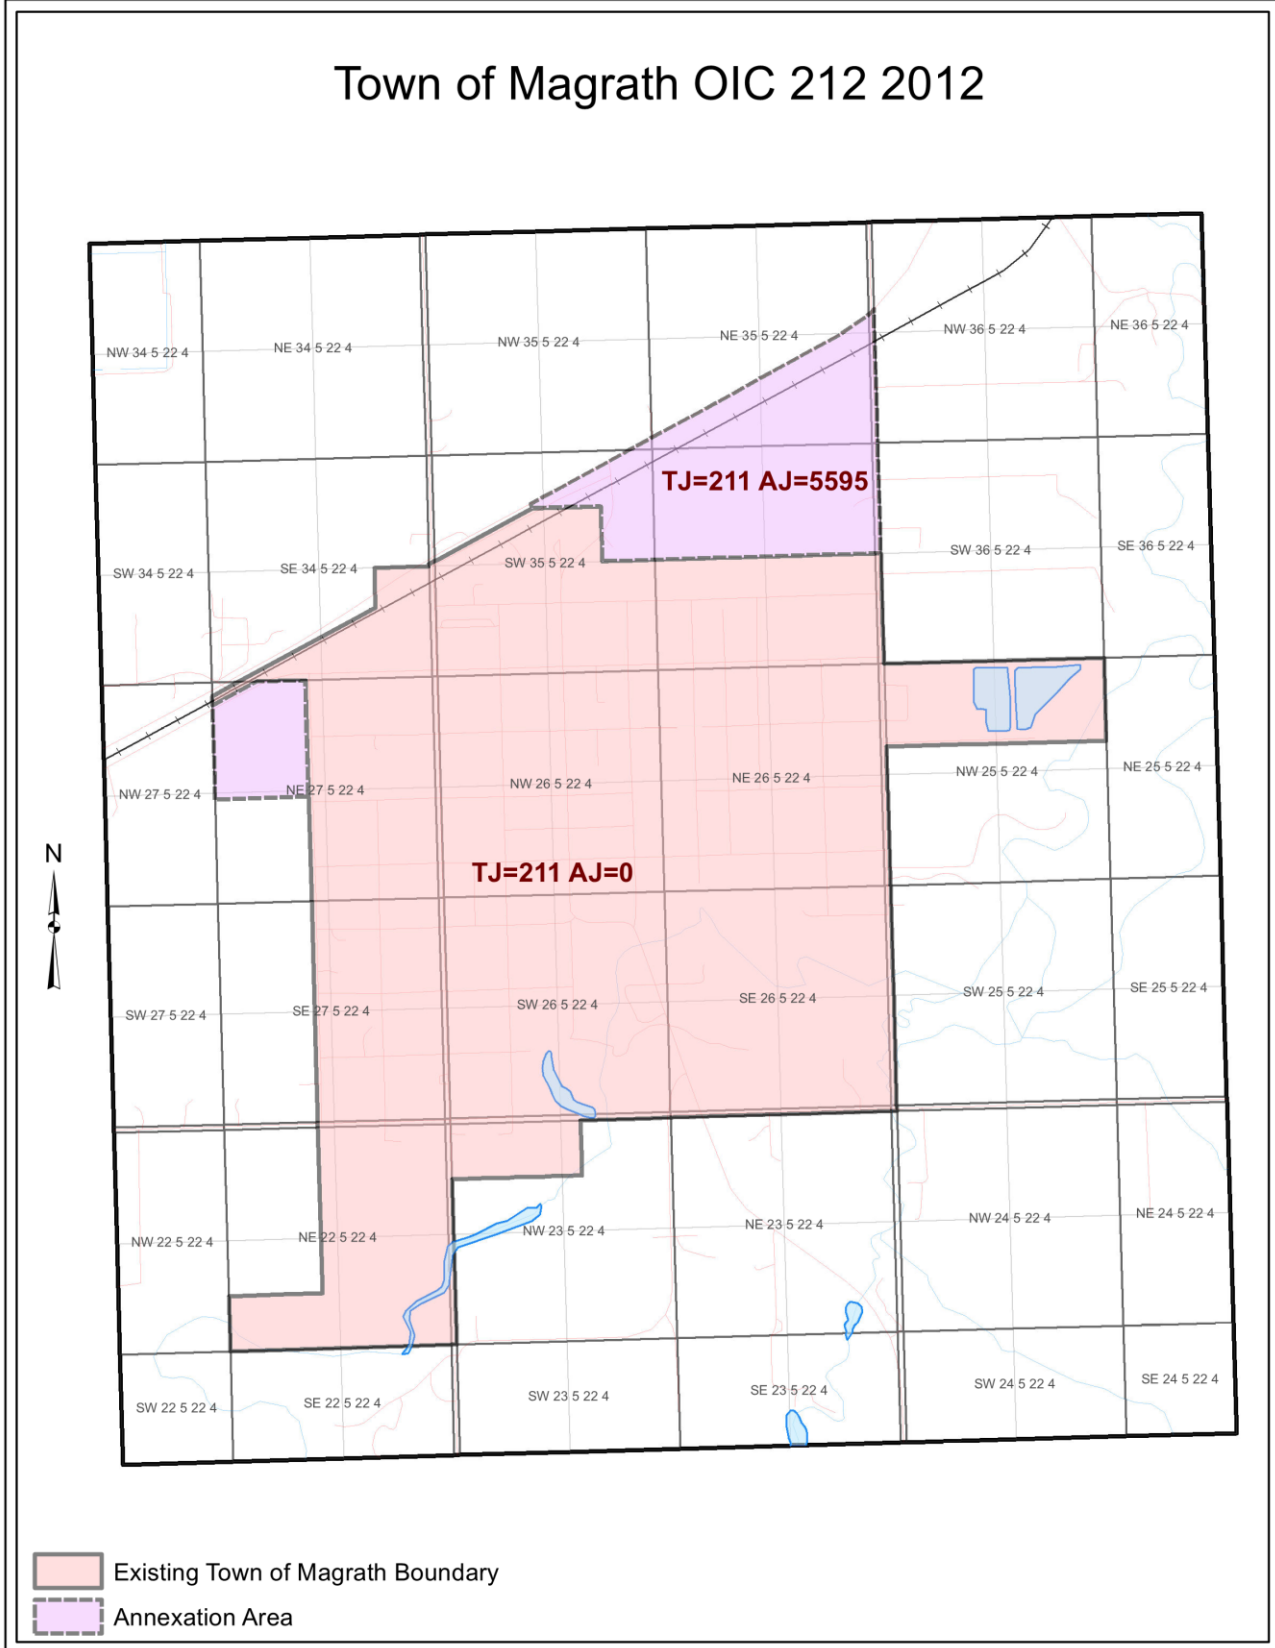 Town of Magrath OIC 212 2012
NW 34 5 22 4
NE 34 5 22 4
NW 35 5 22 4
NE 35 5 22 4
NW 36 5 22 4
NE 36 5 22 4
TJ=211 AJ=5595
SW 34 5 22 4
SE 34 5 22 4
SW 35 5 22 4
SW 36 5 22 4
SE 36 5 22 4
NW 27 5 22 4
NE 27 5 22 4
NW 26 5 22 4
NE 26 5 22 4
NW 25 5 22 4
NE 25 5 22 4
N
TJ=211 AJ=0
SW 27 5 22 4
SE 27 5 22 4
SW 26 5 22 4
SE 26 5 22 4
SW 25 5 22 4
SE 25 5 22 4
NW 22 5 22 4
NE 22 5 22 4
NW 23 5 22 4
NE 23 5 22 4
NW 24 5 22 4
NE 24 5 22 4
SW 22 5 22 4
SE 22 5 22 4
SW 23 5 22 4
SE 23 5 22 4
SW 24 5 22 4
SE 24 5 22 4
Existing Town of Magrath Boundary
Annexation Area